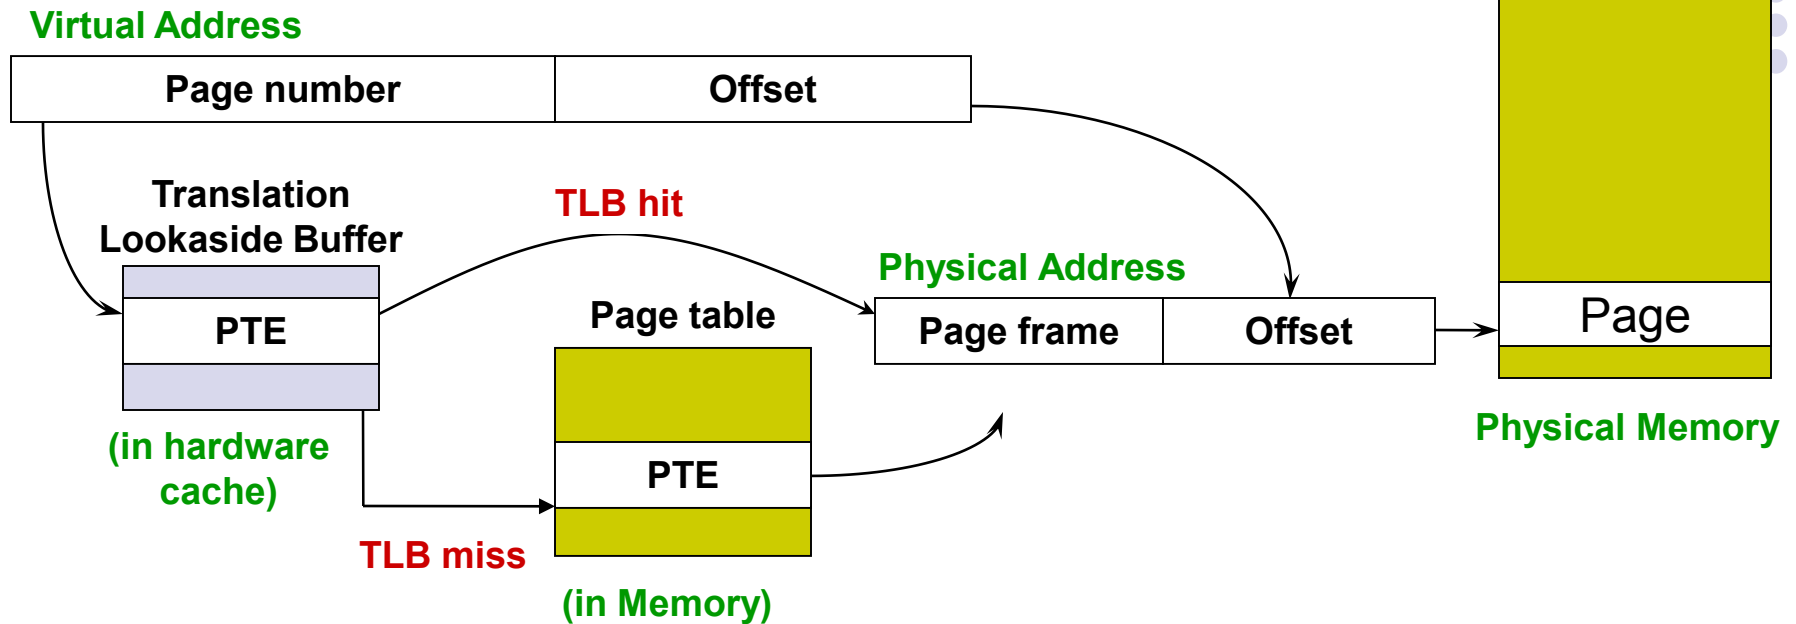 Virtual Address
Page number
Offset
Translation
Lookaside Buffer
TLB hit
Physical Address
PTE
Page table
Page frame
Offset
Page
(in hardware
cache)
PTE
Physical Memory
TLB miss
(in Memory)